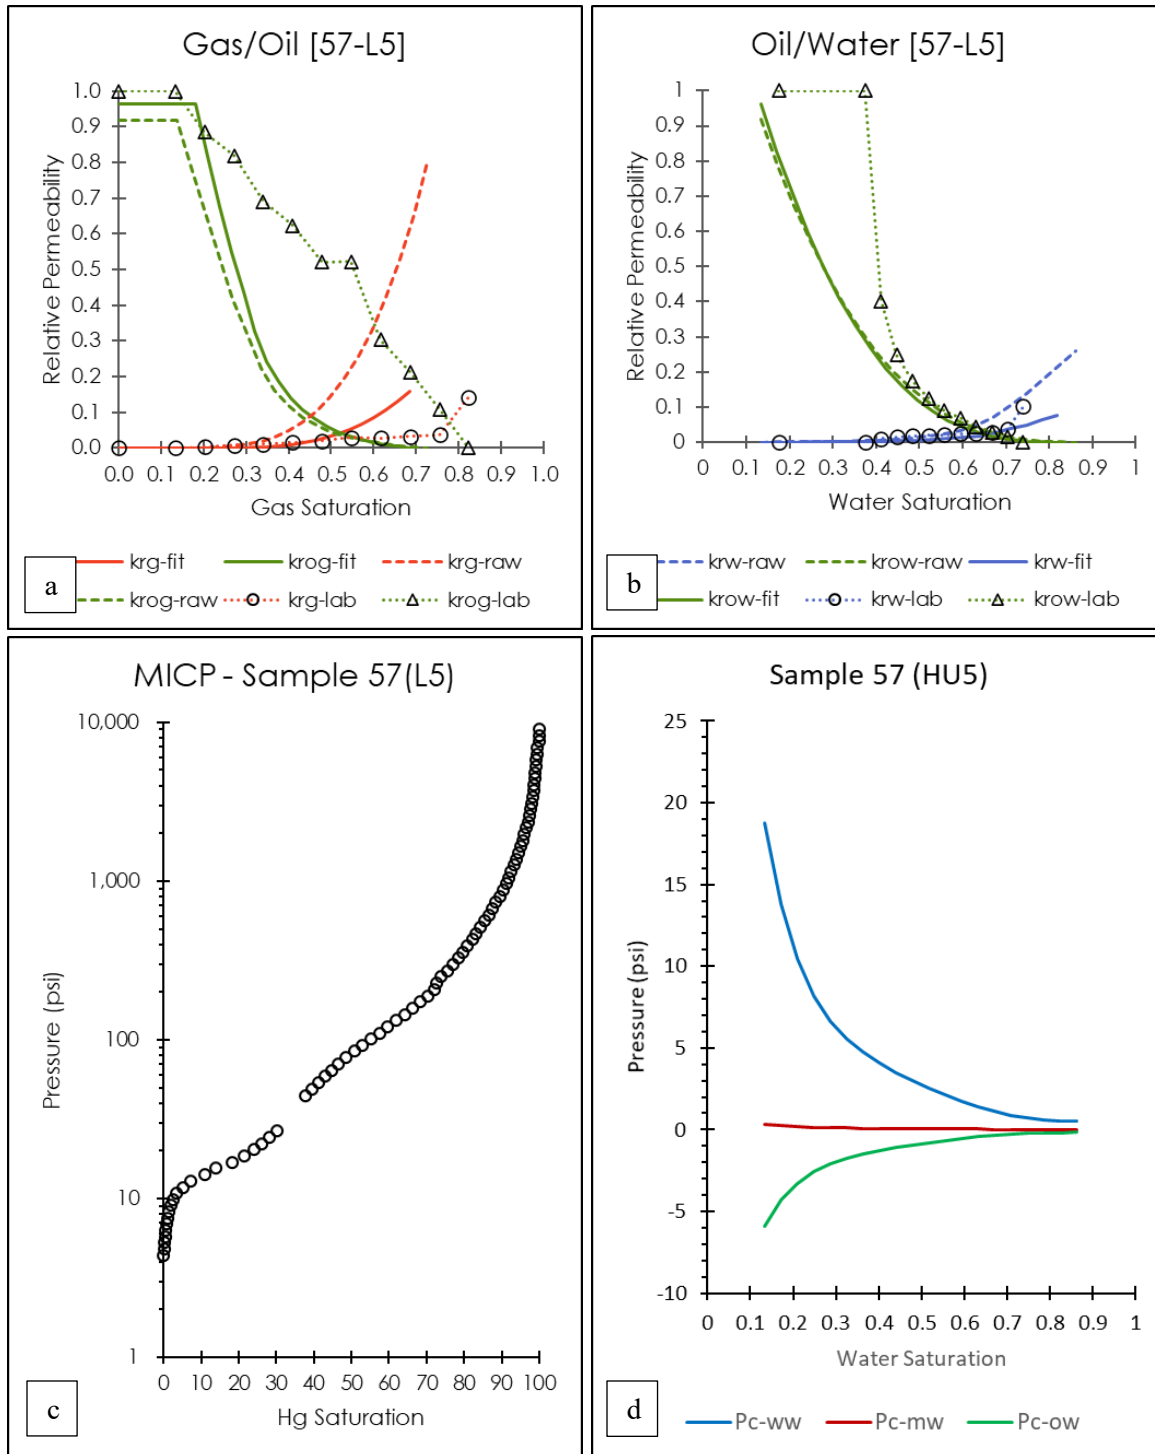 Gas/Oil [57-L5]
Relative Permeability
1.0
0.9
0.8
0.7
0.6
0.5
0.4
0.3
0.2
0.1
0.0
0.0 0.1 0.2 0.3 0.4 0.5 0.6 0.7 0.8 0.9 1.0
Gas Saturation
a
krg-fit krog-fit krg-raw
krog-raw krg-lab krog-lab
Oil/Water [57-L5]
Relative Permeability
1
0.9
0.8
0.7
0.6
0.5
0.4
0.3
0.2
0.1
0
0 0.1 0.2 0.3 0.4 0.5 0.6 0.7 0.8 0.9 1
Water Saturation
b
krw-raw krow-raw krw-fit
krow-fit krw-lab krow-lab
MICP - Sample 57(L5)
Pressure (psi)
10,000
1,000
100
10
1
0 10 20 30 40 50 60 70 80 90 100
Hg Saturation
c
Sample 57 (HU5)
Pressure (psi)
25
20
15
10
5
0
-5
-10
0 0.1 0.2 0.3 0.4 0.5 0.6 0.7 0.8 0.9 1
Water Saturation
d
Pc-ww Pc-mw Pc-ow